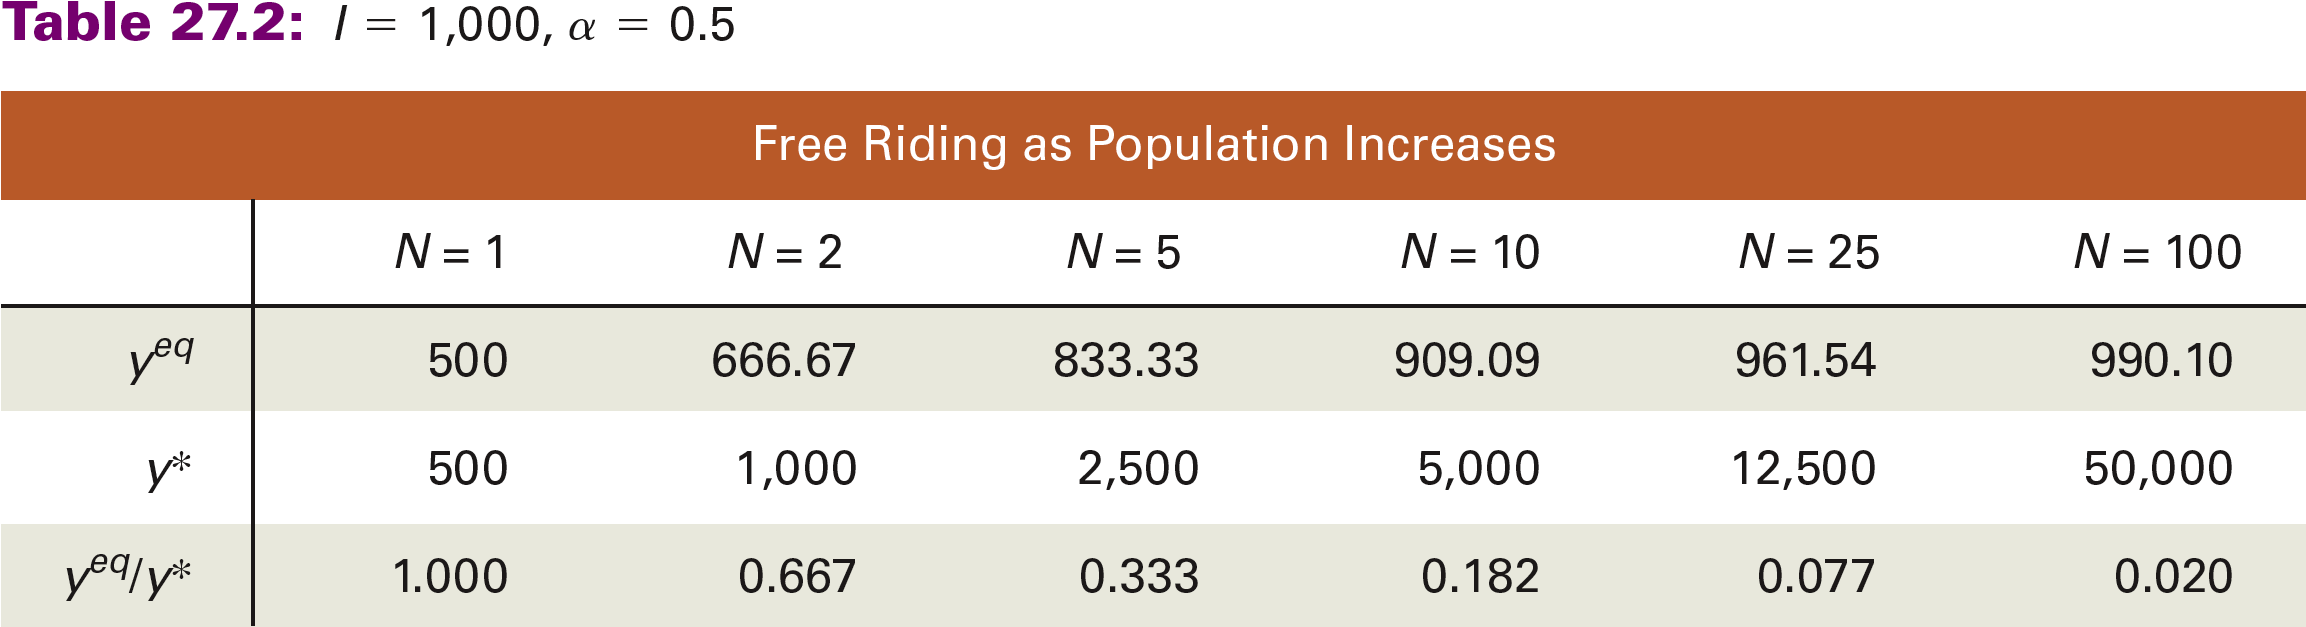 Table 27.2: I = 1,000, α = 0.5
Free Riding as Population Increases
N = 1 N = 2 N = 5 N = 10 N = 25 N = 100
y^eq 500 666.67 833.33 909.09 961.54 990.10
y* 500 1,000 2,500 5,000 12,500 50,000
y^eq/y* 1.000 0.667 0.333 0.182 0.077 0.020